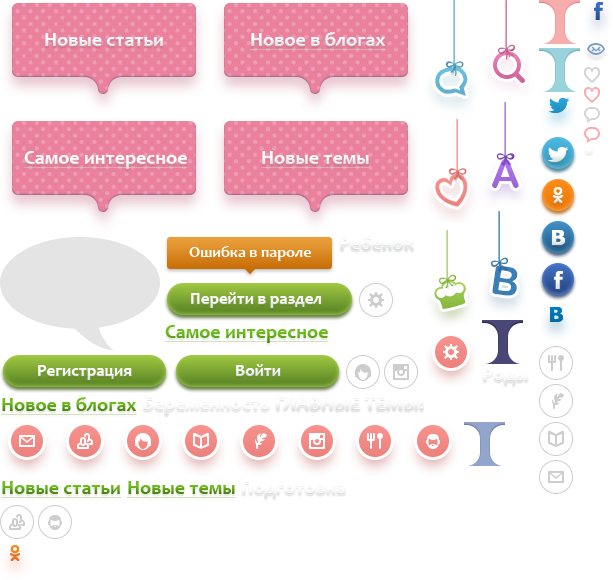 Новые статьи
Новое в блогах
Самое интересное
Новые темы
Ошибка в пароле
Ребенок
Перейти в раздел
Самое интересное
Регистрация
Войти
Роды
Новое в блогах
Беременность
ГЛАВНЫЕ ТЕМЫ
Новые статьи
Новые темы
Подготовка